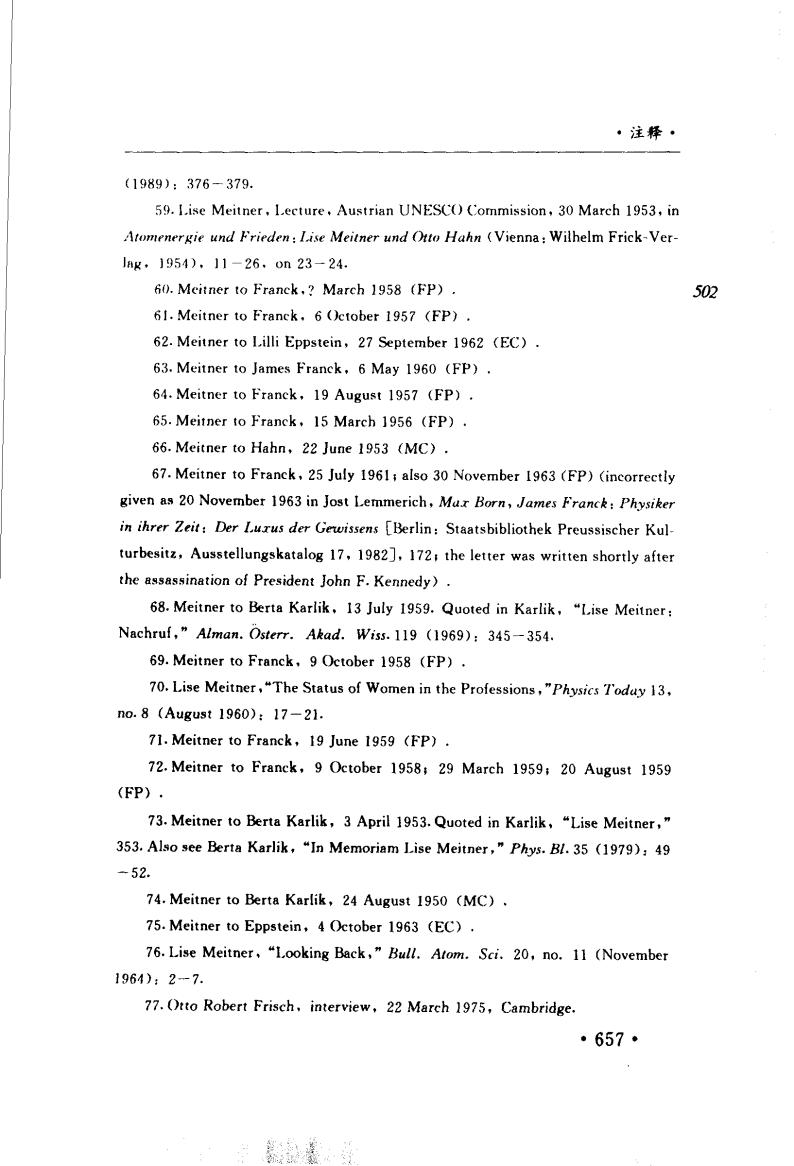 ·注释·
(1989): 376－379.
59. Lise Meitner, Lecture, Austrian UNESCO Commission, 30 March 1953, in
Atomenergie und Frieden: Lise Meitner und Otto Hahn (Vienna: Wilhelm Frick-Ver-
lag, 1954), 11－26, on 23－24.
60. Meitner to Franck,? March 1958 (FP) .
502
61. Meitner to Franck, 6 October 1957 (FP) .
62. Meitner to Lilli Eppstein, 27 September 1962 (EC) .
63. Meitner to James Franck, 6 May 1960 (FP) .
64. Meitner to Franck, 19 August 1957 (FP) .
65. Meitner to Franck, 15 March 1956 (FP) .
66. Meitner to Hahn, 22 June 1953 (MC) .
67. Meitner to Franck, 25 July 1961; also 30 November 1963 (FP) (incorrectly
given as 20 November 1963 in Jost Lemmerich, Max Born, James Franck: Physiker
in ihrer Zeit: Der Luxus der Gewissens [Berlin: Staatsbibliothek Preussischer Kul-
turbesitz, Ausstellungskatalog 17, 1982], 172; the letter was written shortly after
the assassination of President John F. Kennedy) .
68. Meitner to Berta Karlik, 13 July 1959. Quoted in Karlik, “Lise Meitner:
Nachruf,” Alman. Österr. Akad. Wiss. 119 (1969): 345－354.
69. Meitner to Franck, 9 October 1958 (FP) .
70. Lise Meitner,“The Status of Women in the Professions,”Physics Today 13,
no. 8 (August 1960): 17－21.
71. Meitner to Franck, 19 June 1959 (FP) .
72. Meitner to Franck, 9 October 1958; 29 March 1959; 20 August 1959
(FP) .
73. Meitner to Berta Karlik, 3 April 1953. Quoted in Karlik, “Lise Meitner,”
353. Also see Berta Karlik, “In Memoriam Lise Meitner,” Phys. Bl. 35 (1979): 49
－52.
74. Meitner to Berta Karlik, 24 August 1950 (MC) .
75. Meitner to Eppstein, 4 October 1963 (EC) .
76. Lise Meitner, “Looking Back,” Bull. Atom. Sci. 20, no. 11 (November
1964): 2－7.
77. Otto Robert Frisch, interview, 22 March 1975, Cambridge.
·657·